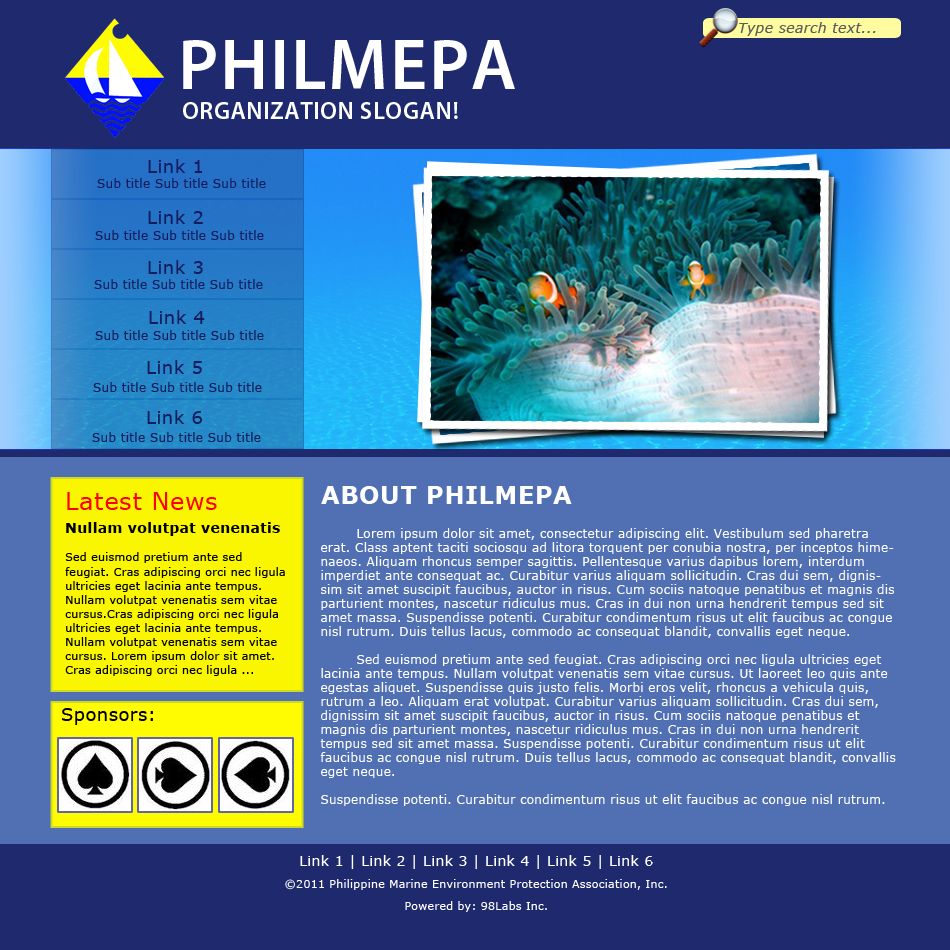 Type search text...
PHILMEPA
ORGANIZATION SLOGAN!
Link 1
Sub title Sub title Sub title
Link 2
Sub title Sub title Sub title
Link 3
Sub title Sub title Sub title
Link 4
Sub title Sub title Sub title
Link 5
Sub title Sub title Sub title
Link 6
Sub title Sub title Sub title
Latest News
Nullam volutpat venenatis
Sed euismod pretium ante sed
feugiat. Cras adipiscing orci nec ligula
ultricies eget lacinia ante tempus.
Nullam volutpat venenatis sem vitae
cursus.Cras adipiscing orci nec ligula
ultricies eget lacinia ante tempus.
Nullam volutpat venenatis sem vitae
cursus. Lorem ipsum dolor sit amet.
Cras adipiscing orci nec ligula ...
Sponsors:
ABOUT PHILMEPA
Lorem ipsum dolor sit amet, consectetur adipiscing elit. Vestibulum sed pharetra
erat. Class aptent taciti sociosqu ad litora torquent per conubia nostra, per inceptos hime-
naeos. Aliquam rhoncus semper sagittis. Pellentesque varius dapibus lorem, interdum
imperdiet ante consequat ac. Curabitur varius aliquam sollicitudin. Cras dui sem, dignis-
sim sit amet suscipit faucibus, auctor in risus. Cum sociis natoque penatibus et magnis dis
parturient montes, nascetur ridiculus mus. Cras in dui non urna hendrerit tempus sed sit
amet massa. Suspendisse potenti. Curabitur condimentum risus ut elit faucibus ac congue
nisl rutrum. Duis tellus lacus, commodo ac consequat blandit, convallis eget neque.
Sed euismod pretium ante sed feugiat. Cras adipiscing orci nec ligula ultricies eget
lacinia ante tempus. Nullam volutpat venenatis sem vitae cursus. Ut laoreet leo quis ante
egestas aliquet. Suspendisse quis justo felis. Morbi eros velit, rhoncus a vehicula quis,
rutrum a leo. Aliquam erat volutpat. Curabitur varius aliquam sollicitudin. Cras dui sem,
dignissim sit amet suscipit faucibus, auctor in risus. Cum sociis natoque penatibus et
magnis dis parturient montes, nascetur ridiculus mus. Cras in dui non urna hendrerit
tempus sed sit amet massa. Suspendisse potenti. Curabitur condimentum risus ut elit
faucibus ac congue nisl rutrum. Duis tellus lacus, commodo ac consequat blandit, convallis
eget neque.
Suspendisse potenti. Curabitur condimentum risus ut elit faucibus ac congue nisl rutrum.
Link 1 | Link 2 | Link 3 | Link 4 | Link 5 | Link 6
©2011 Philippine Marine Environment Protection Association, Inc.
Powered by: 98Labs Inc.